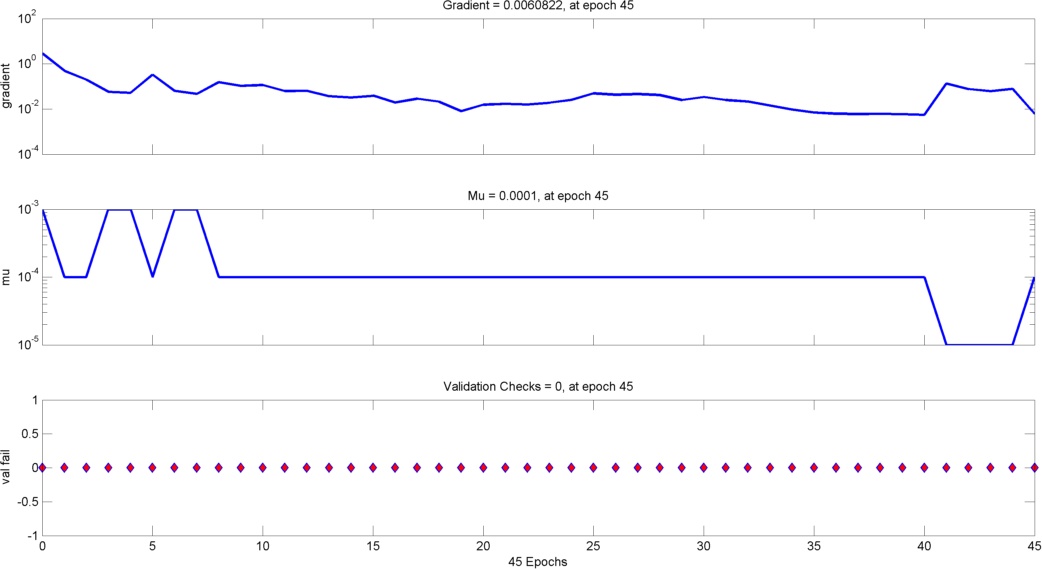 Gradient = 0.0060822, at epoch 45
10^2
10^0
10^-2
10^-4
gradient
Mu = 0.0001, at epoch 45
10^-3
10^-4
10^-5
mu
Validation Checks = 0, at epoch 45
1
0.5
0
-0.5
-1
val fail
0 5 10 15 20 25 30 35 40 45
45 Epochs